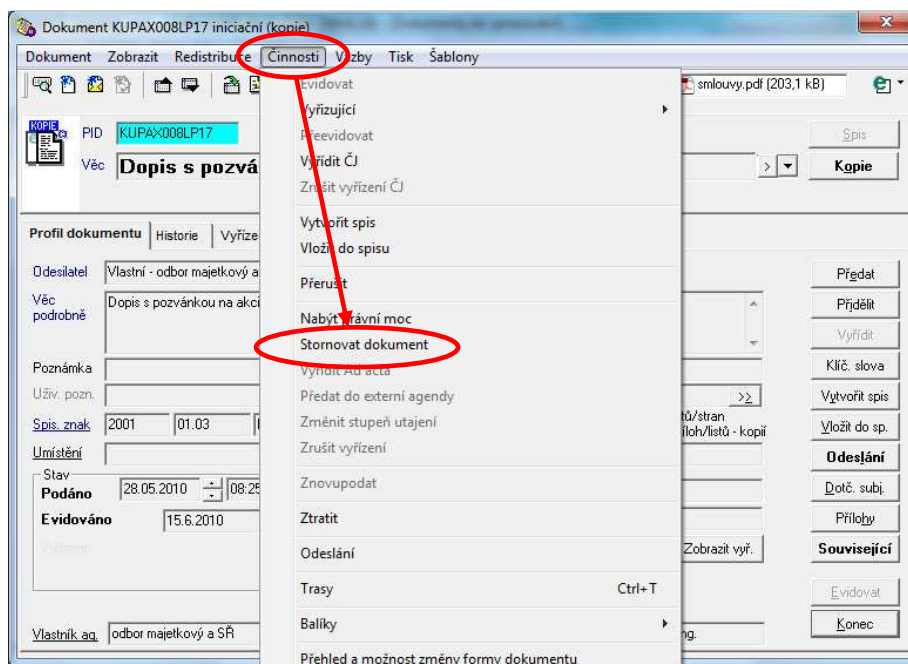 Dokument KUPAX008LP17 iniciační (kopie)
Dokument Zobrazit Redistribuce Činnosti Vazby Tisk Šablony
smlouvy.pdf (203,1 kB)
KOPIE
PID KUPAX008LP17
Spis
Věc Dopis s pozvá
Kopie
Profil dokumentu Historie Vyříze
Odesilatel Vlastní - odbor majetkový a
Věc podrobně Dopis s pozvánkou na akci
Poznámka
Uživ. pozn.
Spis. znak 2001 01.03
tů/stran
íloh/listů - kopií
Umístění
Stav
Podáno 28.05.2010 08:25
Evidováno 15.6.2010
Vyřízeno
Zobrazit vyř.
Vlastník ag. odbor majetkový a SŘ
ng.
Evidovat
Vyřizující
Přeevidovat
Vyřídit ČJ
Zrušit vyřízení ČJ
Vytvořit spis
Vložit do spisu
Přerušit
Nabýt právní moc
Stornovat dokument
Vyřídit Ad acta
Předat do externí agendy
Změnit stupeň utajení
Zrušit vyřízení
Znovupodat
Ztratit
Odeslání
Trasy Ctrl+T
Balíky
Přehled a možnost změny formy dokumentu
Předat
Přidělit
Vyřídit
Klíč. slova
>> Vytvořit spis
Vložit do sp.
Odeslání
Dotč. subj.
Přílohy
Související
Evidovat
Konec